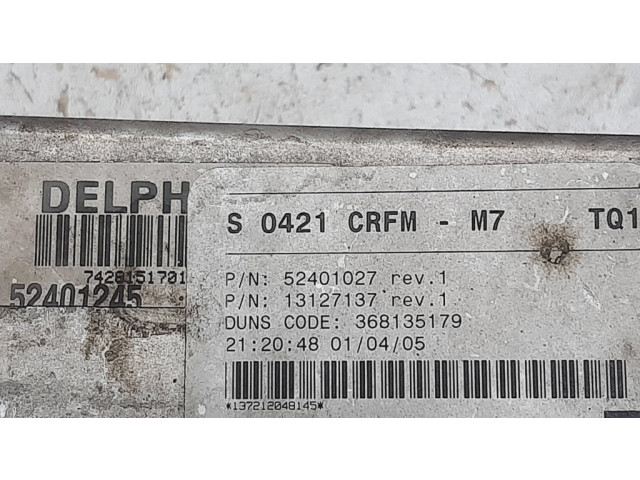 DELPH
7428151701
52401245
S 0421 CRFM - M7 TQ1
P/N: 52401027 rev.1
P/N: 13127137 rev.1
DUNS CODE: 368135179
21:20:48 01/04/05
*137212048145*